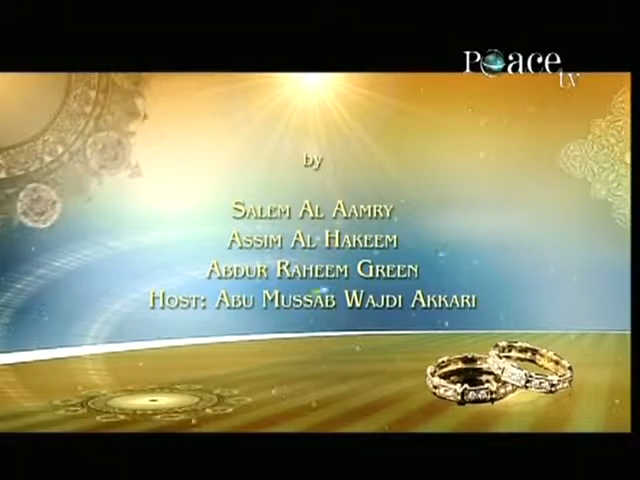 Peace tv
by
Salem Al Aamry
Assim Al Hakeem
Abdur Raheem Green
Host: Abu Mussab Wajdi Akkari